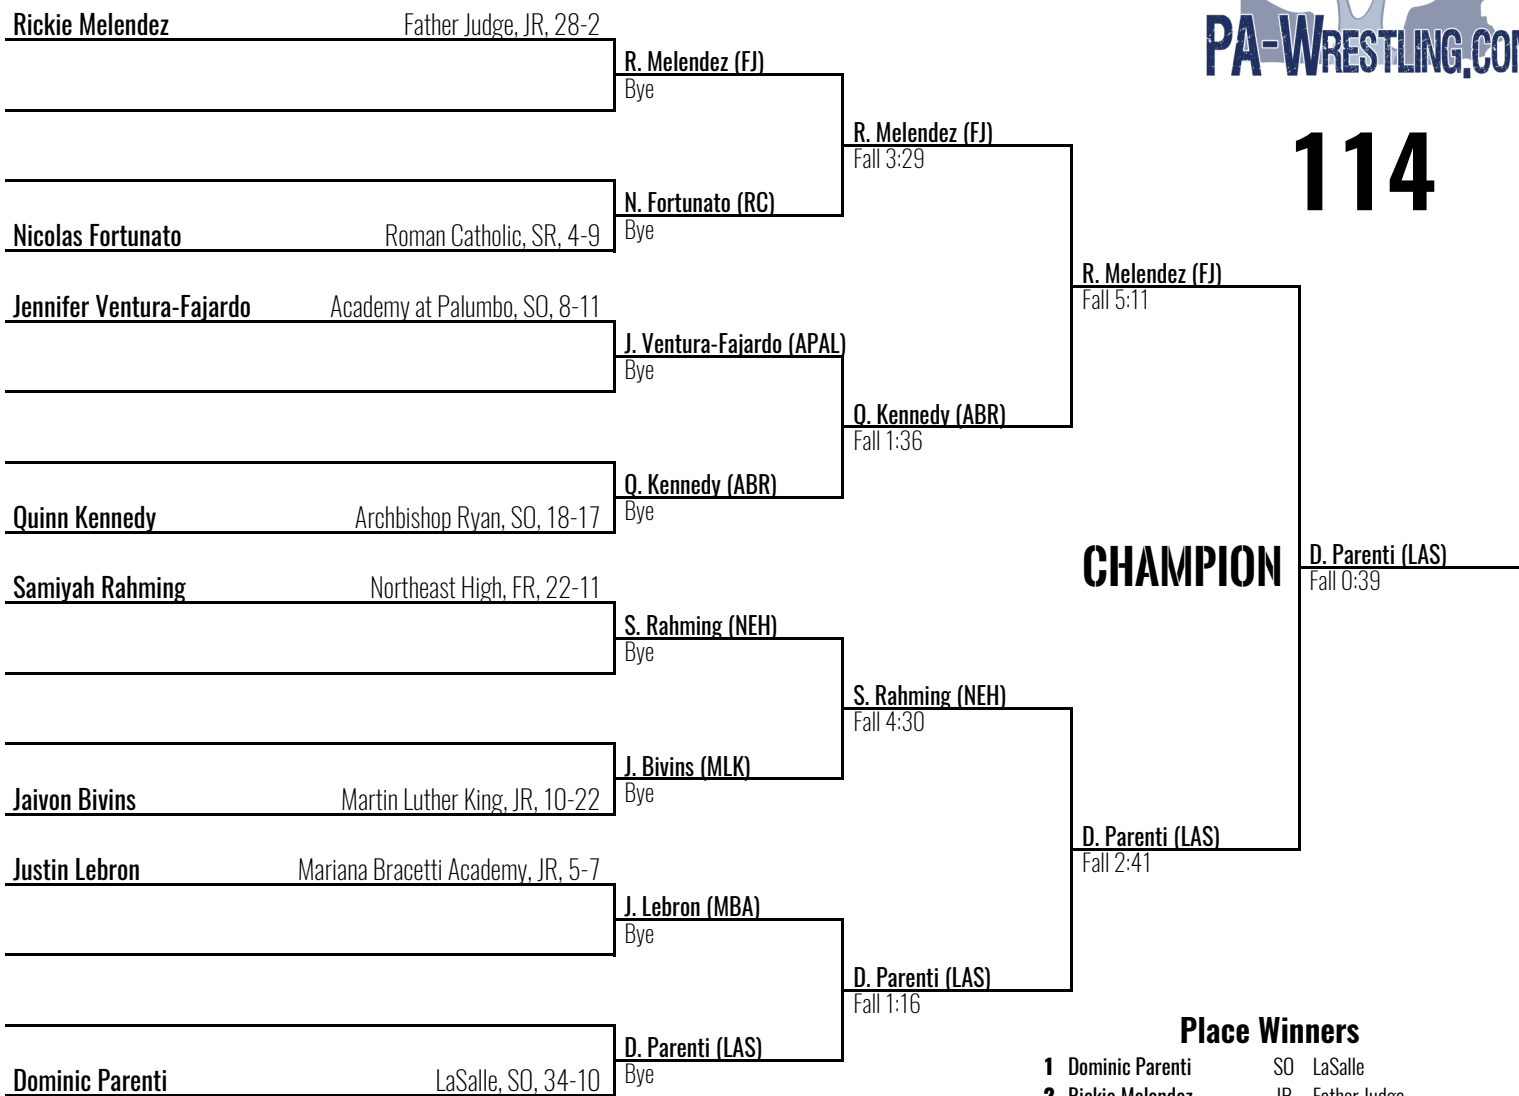 PA-WRESTLING.CO
114
Rickie Melendez Father Judge, JR, 28-2
R. Melendez (FJ)
Bye
R. Melendez (FJ)
Fall 3:29
N. Fortunato (RC)
Bye
Nicolas Fortunato Roman Catholic, SR, 4-9
R. Melendez (FJ)
Fall 5:11
Jennifer Ventura-Fajardo Academy at Palumbo, SO, 8-11
J. Ventura-Fajardo (APAL)
Bye
Q. Kennedy (ABR)
Fall 1:36
Q. Kennedy (ABR)
Bye
Quinn Kennedy Archbishop Ryan, SO, 18-17
CHAMPION
D. Parenti (LAS)
Fall 0:39
Samiyah Rahming Northeast High, FR, 22-11
S. Rahming (NEH)
Bye
S. Rahming (NEH)
Fall 4:30
J. Bivins (MLK)
Bye
Jaivon Bivins Martin Luther King, JR, 10-22
D. Parenti (LAS)
Fall 2:41
Justin Lebron Mariana Bracetti Academy, JR, 5-7
J. Lebron (MBA)
Bye
D. Parenti (LAS)
Fall 1:16
D. Parenti (LAS)
Bye
Dominic Parenti LaSalle, SO, 34-10
Place Winners
1 Dominic Parenti SO LaSalle
2 Rickie Melendez JR Father Judge